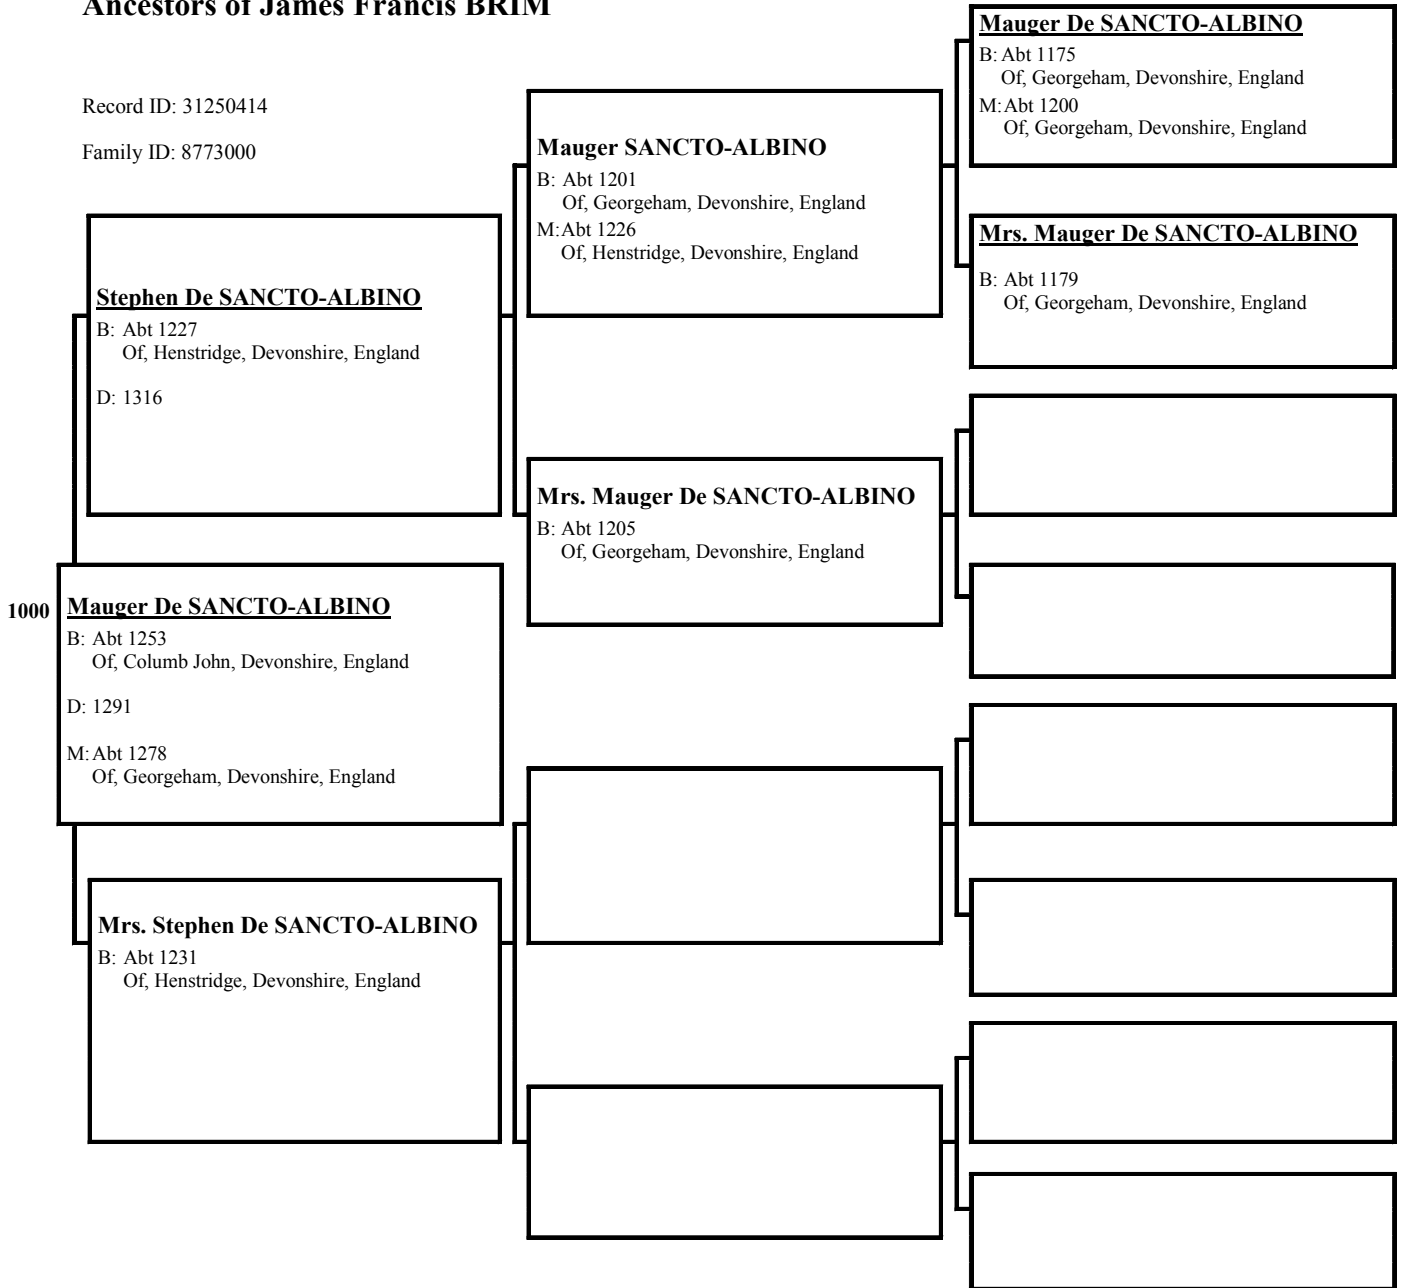 Ancestors of James Francis BRIM
Record ID: 31250414
Family ID: 8773000
Stephen De SANCTO-ALBINO
B: Abt 1227
Of, Henstridge, Devonshire, England
D: 1316
1000
Mauger De SANCTO-ALBINO
B: Abt 1253
Of, Columb John, Devonshire, England
D: 1291
M: Abt 1278
Of, Georgeham, Devonshire, England
Mrs. Stephen De SANCTO-ALBINO
B: Abt 1231
Of, Henstridge, Devonshire, England
Mauger SANCTO-ALBINO
B: Abt 1201
Of, Georgeham, Devonshire, England
M: Abt 1226
Of, Henstridge, Devonshire, England
Mrs. Mauger De SANCTO-ALBINO
B: Abt 1205
Of, Georgeham, Devonshire, England
Mauger De SANCTO-ALBINO
B: Abt 1175
Of, Georgeham, Devonshire, England
M: Abt 1200
Of, Georgeham, Devonshire, England
Mrs. Mauger De SANCTO-ALBINO
B: Abt 1179
Of, Georgeham, Devonshire, England